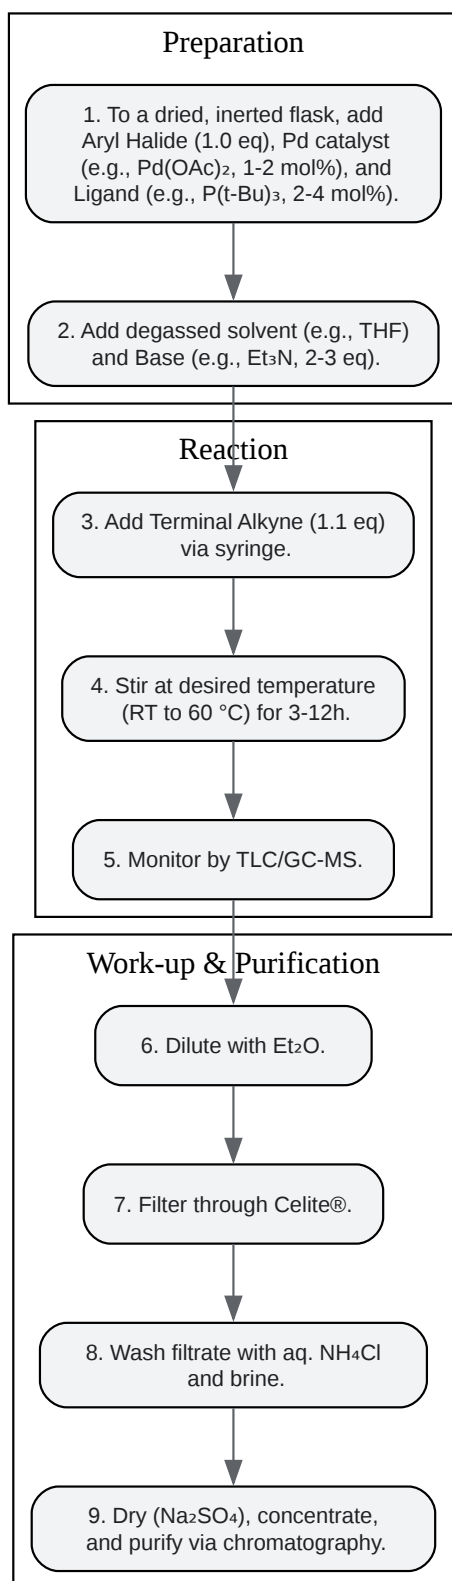 Preparation
1. To a dried, inerted flask, add
Aryl Halide (1.0 eq), Pd catalyst
(e.g., Pd(OAc)₂, 1-2 mol%), and
Ligand (e.g., P(t-Bu)₃, 2-4 mol%).
2. Add degassed solvent (e.g., THF)
and Base (e.g., Et₃N, 2-3 eq).
Reaction
3. Add Terminal Alkyne (1.1 eq)
via syringe.
4. Stir at desired temperature
(RT to 60 °C) for 3-12h.
5. Monitor by TLC/GC-MS.
Work-up & Purification
6. Dilute with Et₂O.
7. Filter through Celite®.
8. Wash filtrate with aq. NH₄Cl
and brine.
9. Dry (Na₂SO₄), concentrate,
and purify via chromatography.